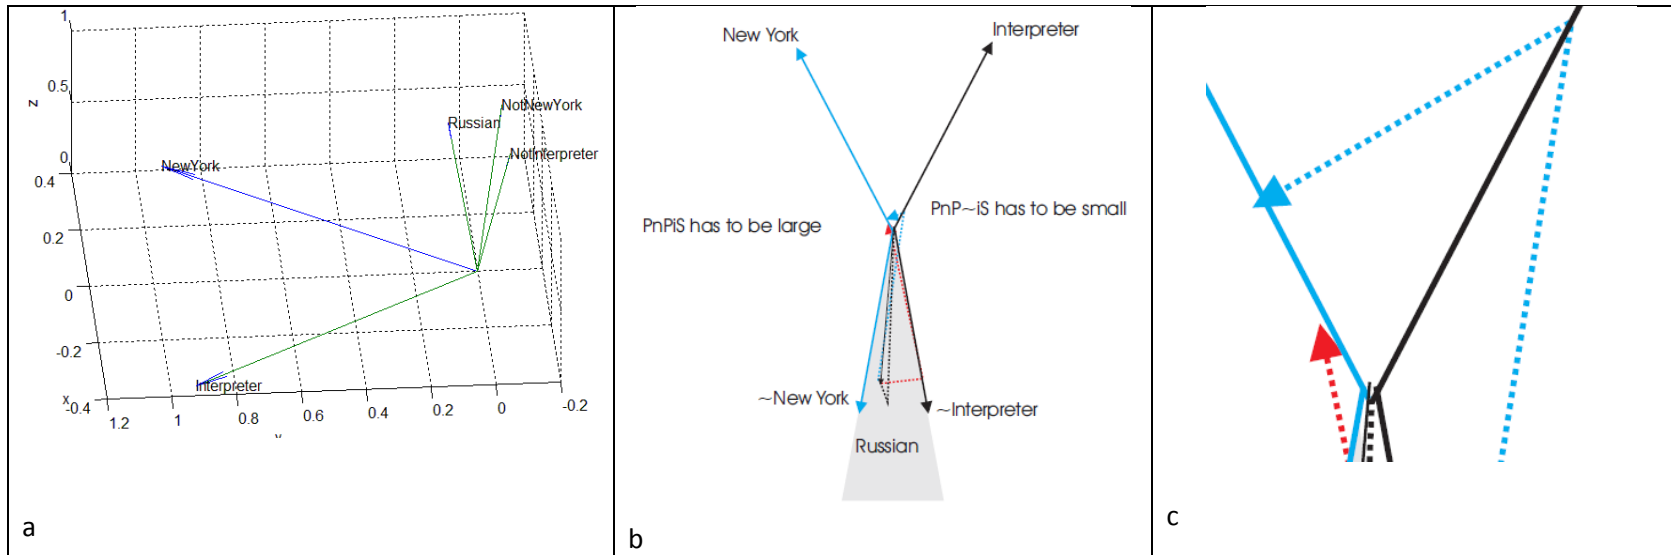 1
NotNewYork
0.5
Russian
z
NotInterpreter
0
NewYork
0.4
0.2
0
-0.2
Interpreter
x
-0.4
1.2
1
0.8
0.6
0.4
0.2
0
-0.2
a
New York
Interpreter
PnP~iS has to be small
PnPiS has to be large
~New York
~Interpreter
Russian
b
c